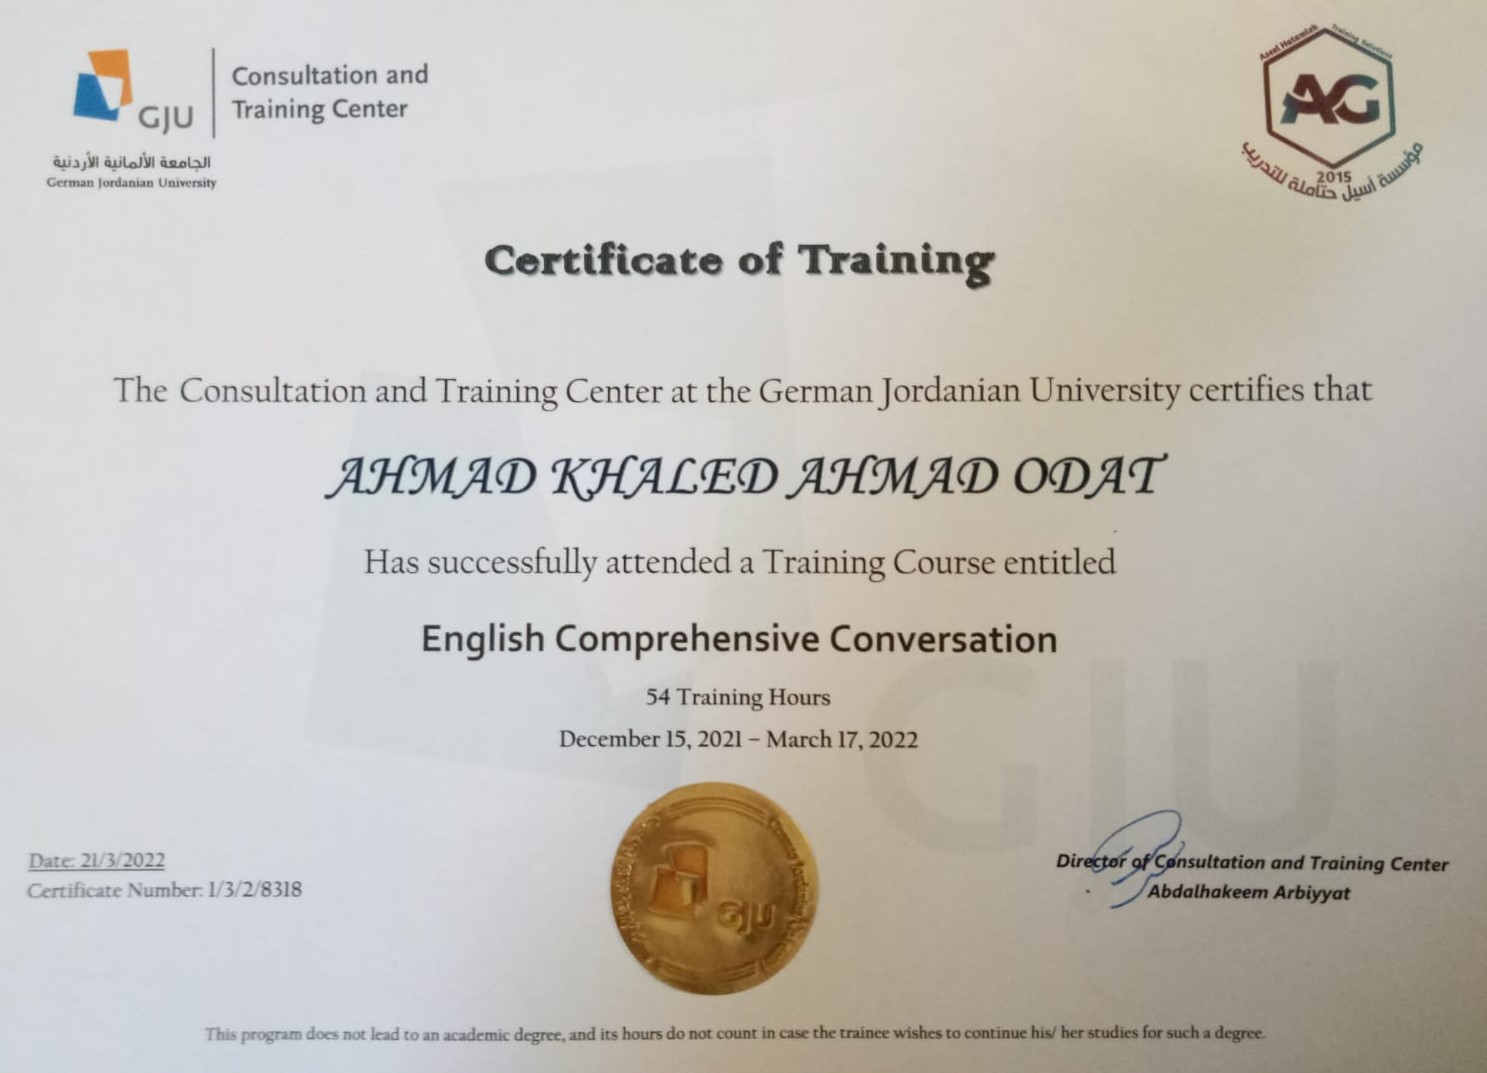 GJU
Consultation and
Training Center
الجامعة الألمانية الأردنية
German Jordanian University
Aseel Hatamleh Training Solutions
AG
2015
مؤسسة أسيل حتاملة للتدريب
Certificate of Training
The Consultation and Training Center at the German Jordanian University certifies that
AHMAD KHALED AHMAD ODAT
Has successfully attended a Training Course entitled
English Comprehensive Conversation
54 Training Hours
December 15, 2021 – March 17, 2022
GJU
Date: 21/3/2022
Certificate Number: 1/3/2/8318
GJU
Director of Consultation and Training Center
Abdalhakeem Arbiyyat
This program does not lead to an academic degree, and its hours do not count in case the trainee wishes to continue his/ her studies for such a degree.